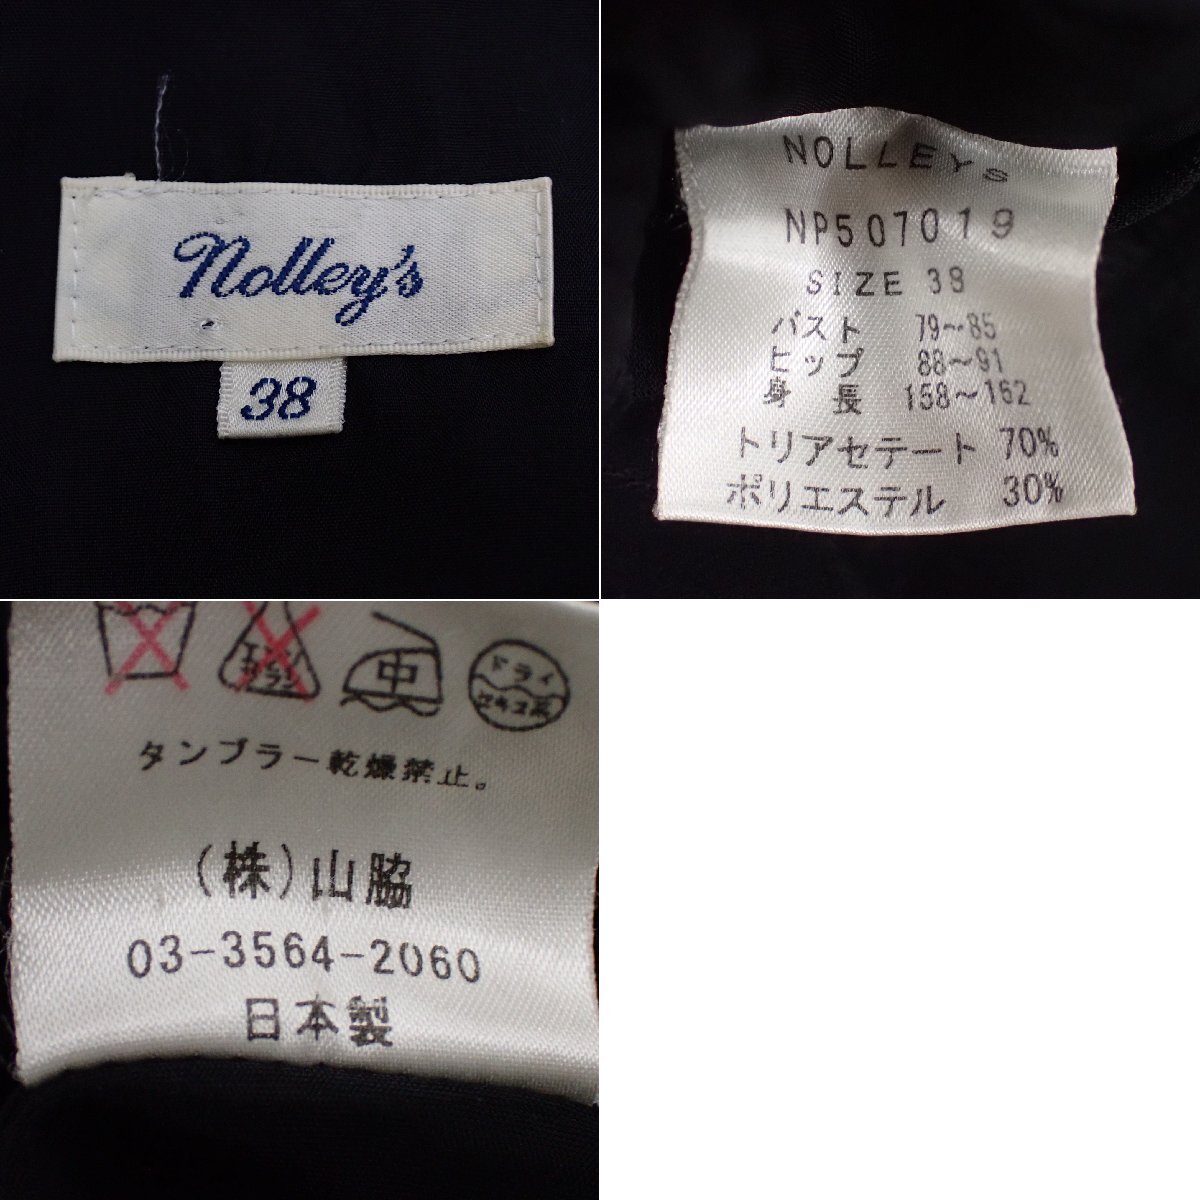 Nolley's
38
NOLLEYS
NP507019
SIZE 38
バスト 79～85
ヒップ 88～91
身長 158～162
トリアセテート 70%
ポリエステル 30%
中
ドライ
タンブラー乾燥禁止。
(株)山脇
03-3564-2060
日本製